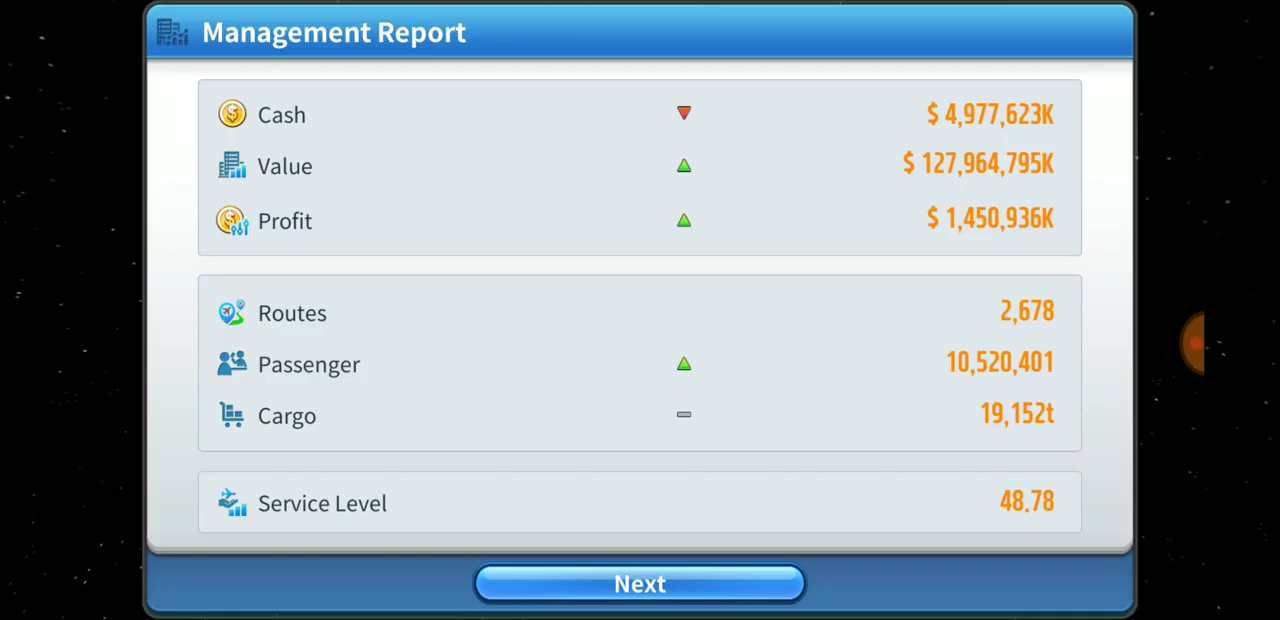 Management Report
Cash $ 4,977,623K
Value $ 127,964,795K
Profit $ 1,450,936K
Routes 2,678
Passenger 10,520,401
Cargo 19,152t
Service Level 48.78
Next